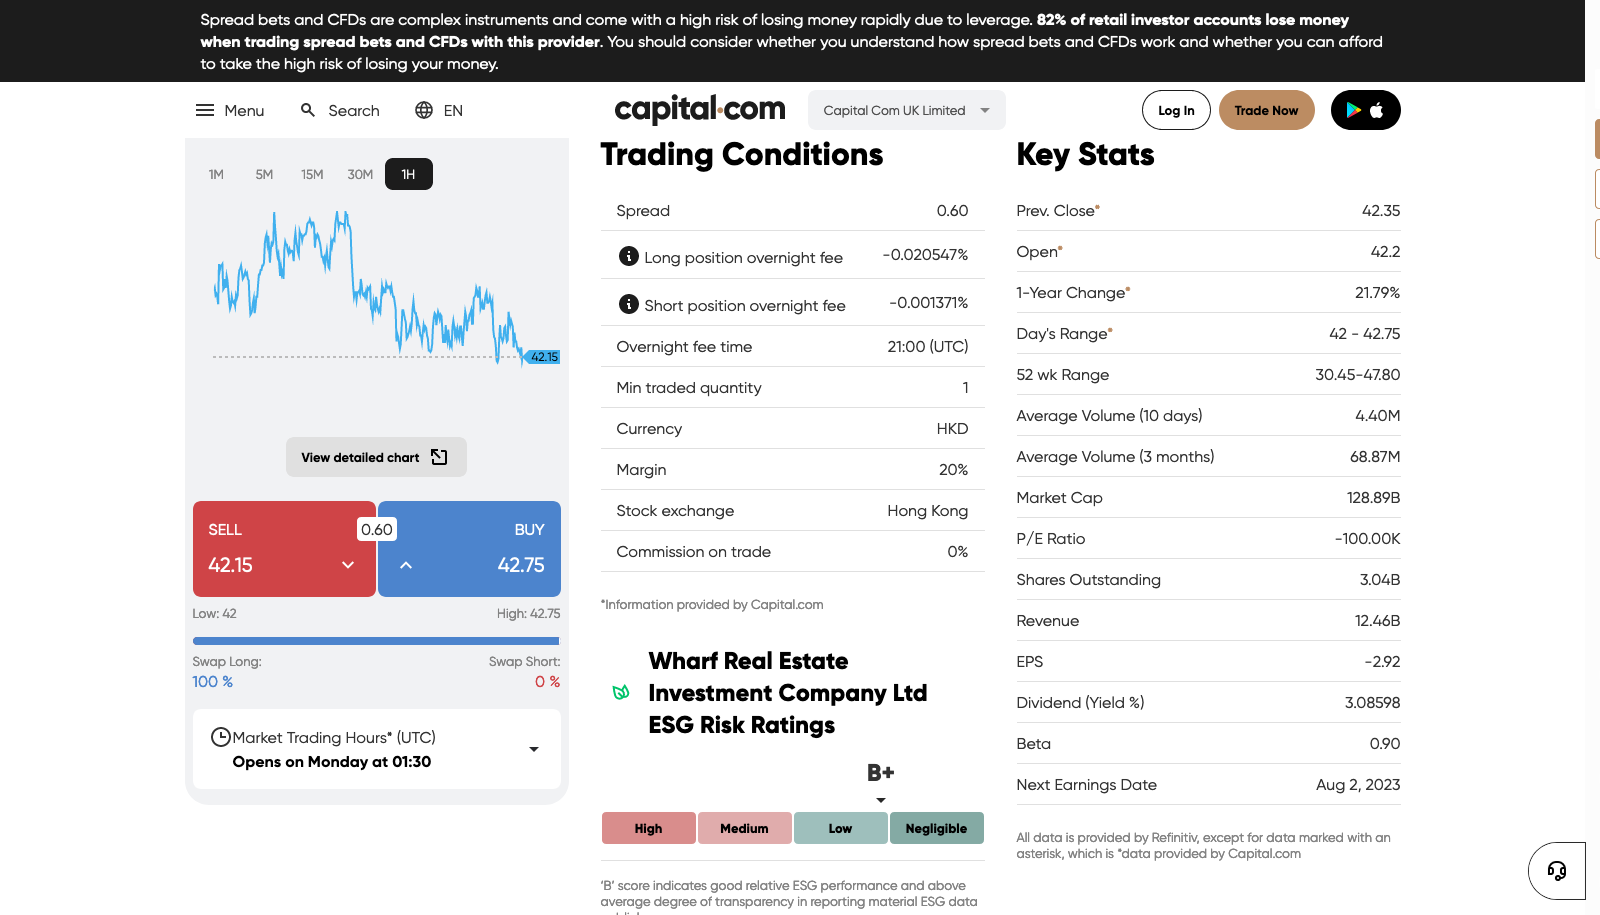 Spread bets and CFDs are complex instruments and come with a high risk of losing money rapidly due to leverage. 82% of retail investor accounts lose money
when trading spread bets and CFDs with this provider. You should consider whether you understand how spread bets and CFDs work and whether you can afford
to take the high risk of losing your money.
Menu
Search
EN
capital.com
Capital Com UK Limited
Log In
Trade Now
1M 5M 15M 30M 1H
42.15
View detailed chart
SELL
42.15
0.60
BUY
42.75
Low: 42
High: 42.75
Swap Long:
100 %
Swap Short:
0 %
Market Trading Hours* (UTC)
Opens on Monday at 01:30
Trading Conditions
Spread 0.60
Long position overnight fee -0.020547%
Short position overnight fee -0.001371%
Overnight fee time 21:00 (UTC)
Min traded quantity 1
Currency HKD
Margin 20%
Stock exchange Hong Kong
Commission on trade 0%
*Information provided by Capital.com
Wharf Real Estate
Investment Company Ltd
ESG Risk Ratings
B+
High Medium Low Negligible
'B' score indicates good relative ESG performance and above
average degree of transparency in reporting material ESG data
Key Stats
Prev. Close* 42.35
Open* 42.2
1-Year Change* 21.79%
Day's Range* 42 - 42.75
52 wk Range 30.45-47.80
Average Volume (10 days) 4.40M
Average Volume (3 months) 68.87M
Market Cap 128.89B
P/E Ratio -100.00K
Shares Outstanding 3.04B
Revenue 12.46B
EPS -2.92
Dividend (Yield %) 3.08598
Beta 0.90
Next Earnings Date Aug 2, 2023
All data is provided by Refinitiv, except for data marked with an
asterisk, which is *data provided by Capital.com